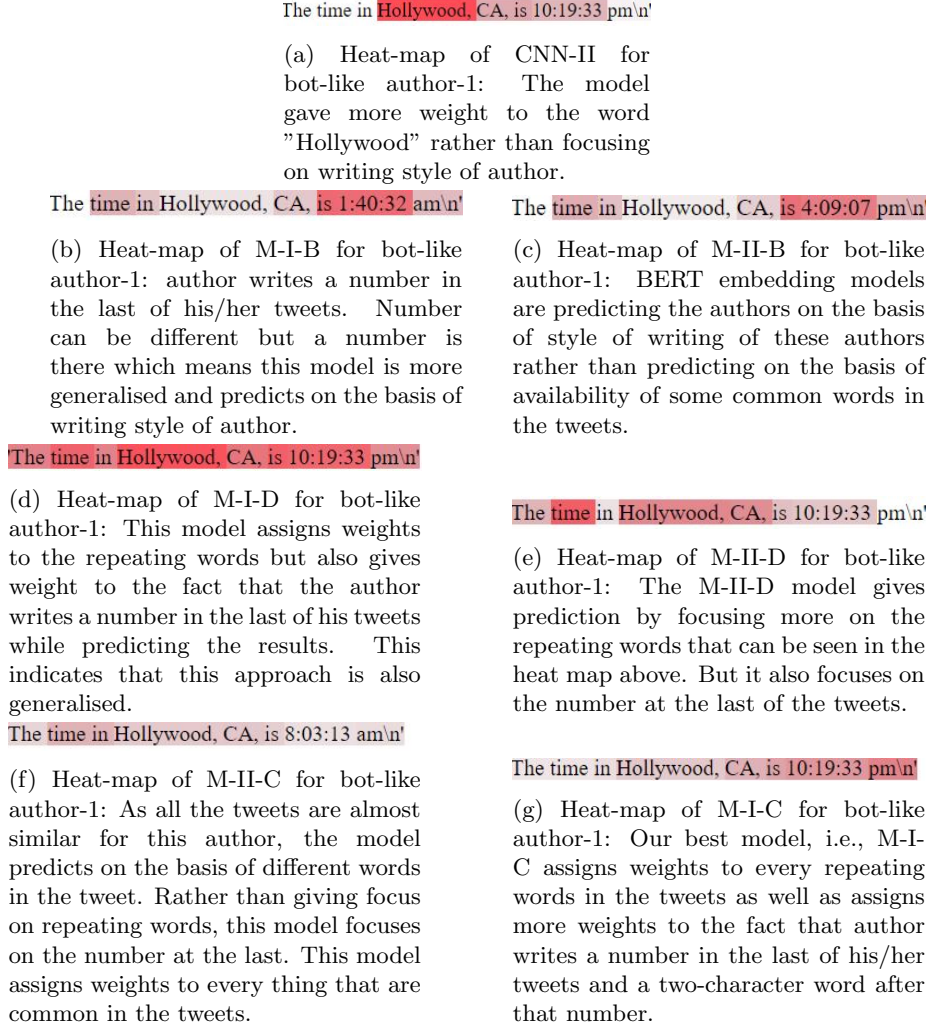 The time in Hollywood, CA, is 10:19:33 pm\n'
(a) Heat-map of CNN-II for
bot-like author-1: The model
gave more weight to the word
”Hollywood” rather than focusing
on writing style of author.
The time in Hollywood, CA, is 1:40:32 am\n'
(b) Heat-map of M-I-B for bot-like
author-1: author writes a number in
the last of his/her tweets. Number
can be different but a number is
there which means this model is more
generalised and predicts on the basis of
writing style of author.
The time in Hollywood, CA, is 4:09:07 pm\n'
(c) Heat-map of M-II-B for bot-like
author-1: BERT embedding models
are predicting the authors on the basis
of style of writing of these authors
rather than predicting on the basis of
availability of some common words in
the tweets.
'The time in Hollywood, CA, is 10:19:33 pm\n'
(d) Heat-map of M-I-D for bot-like
author-1: This model assigns weights
to the repeating words but also gives
weight to the fact that the author
writes a number in the last of his tweets
while predicting the results. This
indicates that this approach is also
generalised.
The time in Hollywood, CA, is 10:19:33 pm\n'
(e) Heat-map of M-II-D for bot-like
author-1: The M-II-D model gives
prediction by focusing more on the
repeating words that can be seen in the
heat map above. But it also focuses on
the number at the last of the tweets.
The time in Hollywood, CA, is 8:03:13 am\n'
(f) Heat-map of M-II-C for bot-like
author-1: As all the tweets are almost
similar for this author, the model
predicts on the basis of different words
in the tweet. Rather than giving focus
on repeating words, this model focuses
on the number at the last. This model
assigns weights to every thing that are
common in the tweets.
The time in Hollywood, CA, is 10:19:33 pm\n'
(g) Heat-map of M-I-C for bot-like
author-1: Our best model, i.e., M-I-
C assigns weights to every repeating
words in the tweets as well as assigns
more weights to the fact that author
writes a number in the last of his/her
tweets and a two-character word after
that number.